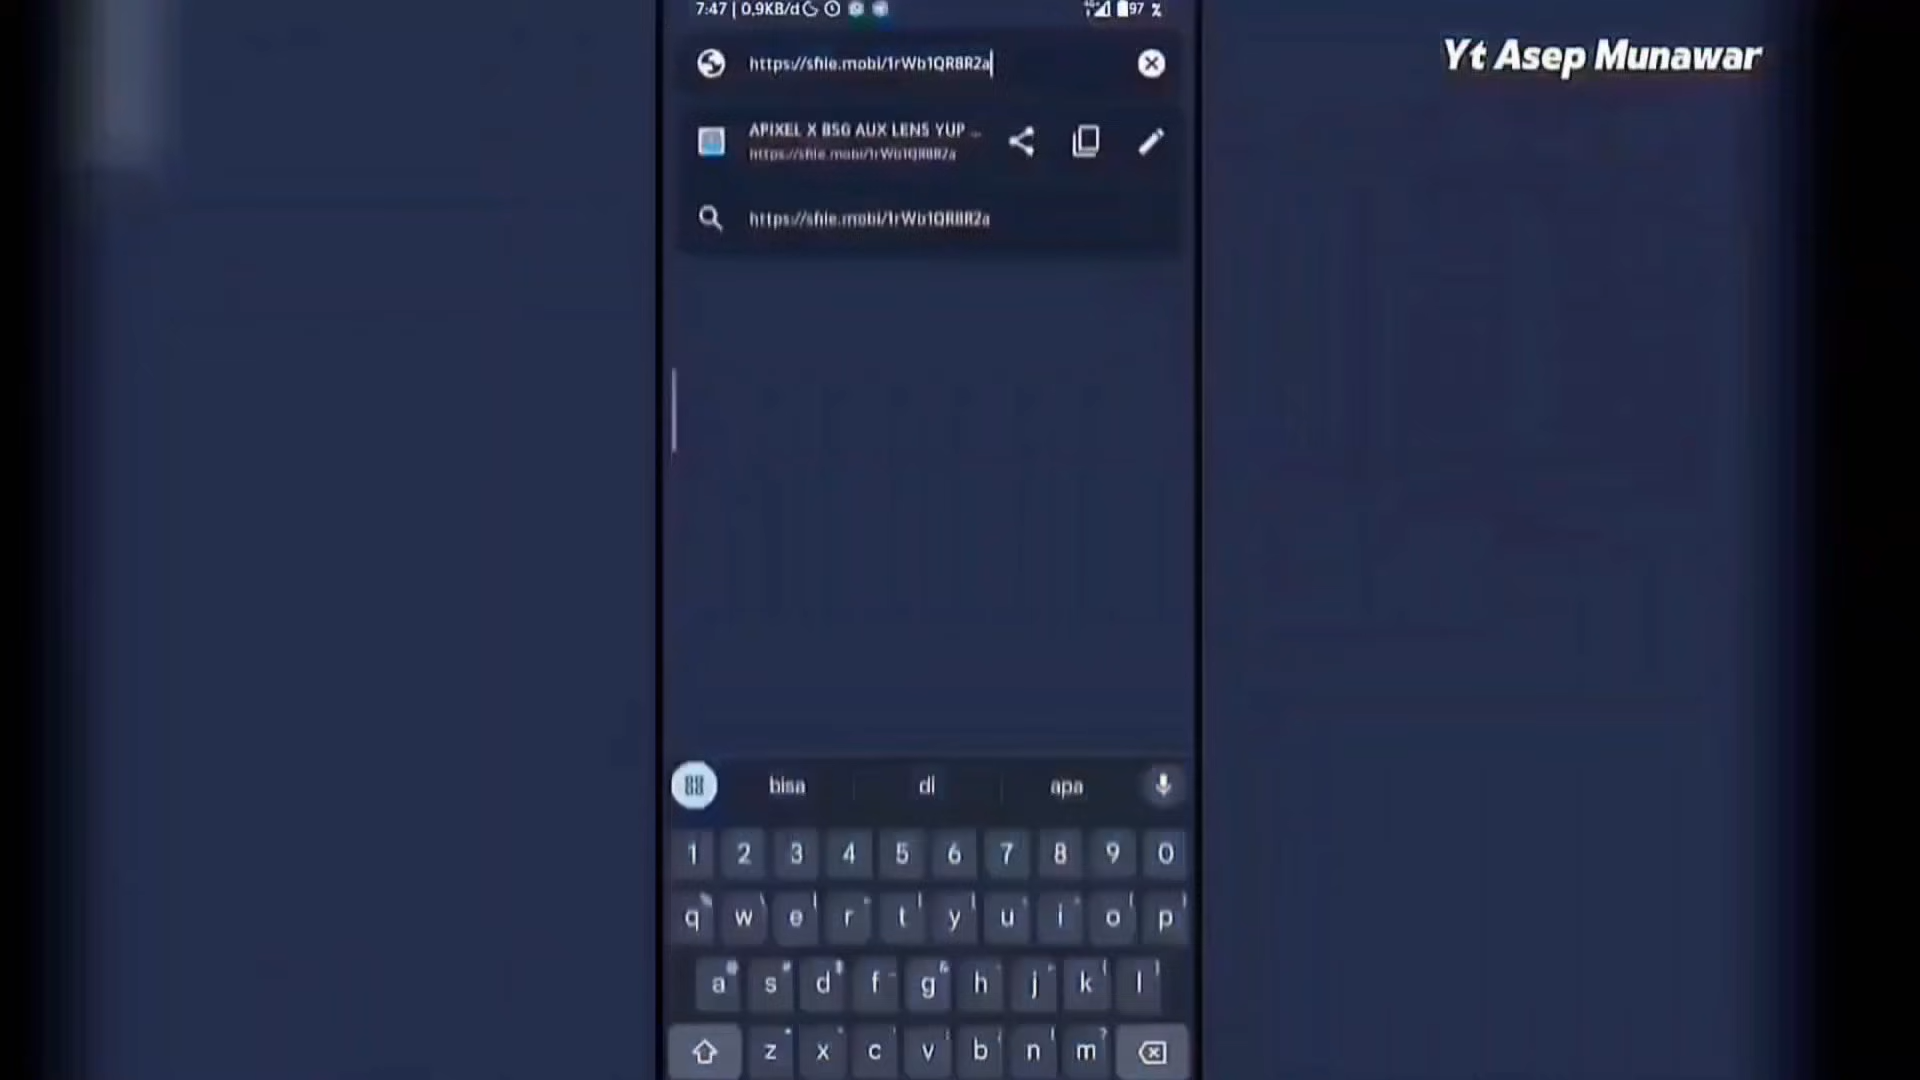 7:47 | 0,9KB/d
97 %
Yt Asep Munawar
https://sfile.mobi/1rWb1QR8R2a
APIXEL X BSG AUX LENS YUP ...
https://sfile.mobi/1rWb1QR8R2a
https://sfile.mobi/1rWb1QR8R2a
bisa di apa
1 2 3 4 5 6 7 8 9 0
q w e r t y u i o p
a s d f g h j k l
z x c v b n m